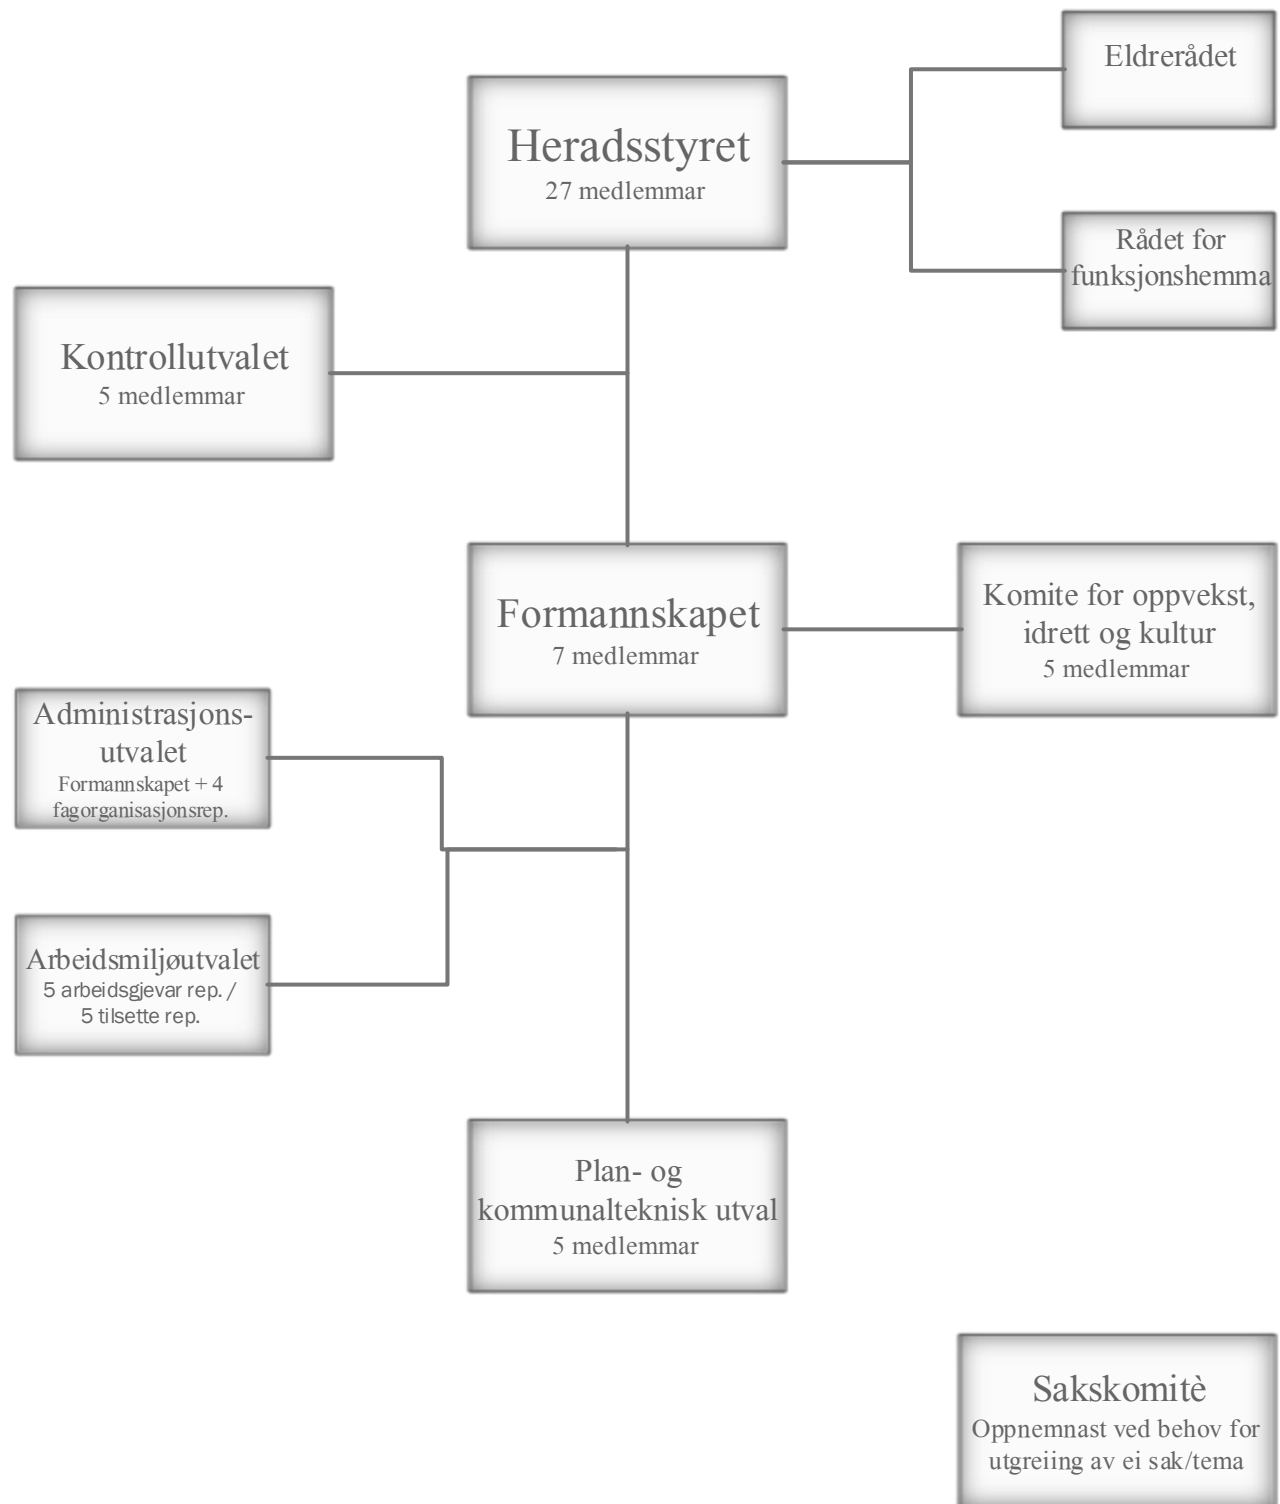 Eldrerådet
Heradsstyret
27 medlemmar
Rådet for
funksjonshemma
Kontrollutvalet
5 medlemmar
Formannskapet
7 medlemmar
Komite for oppvekst,
idrett og kultur
5 medlemmar
Administrasjons-
utvalet
Formannskapet + 4
fagorganisasjonsrep.
Arbeidsmiljøutvalet
5 arbeidsgjevar rep. /
5 tilsette rep.
Plan- og
kommunalteknisk utval
5 medlemmar
Sakskomitè
Oppnemnast ved behov for
utgreiing av ei sak/tema